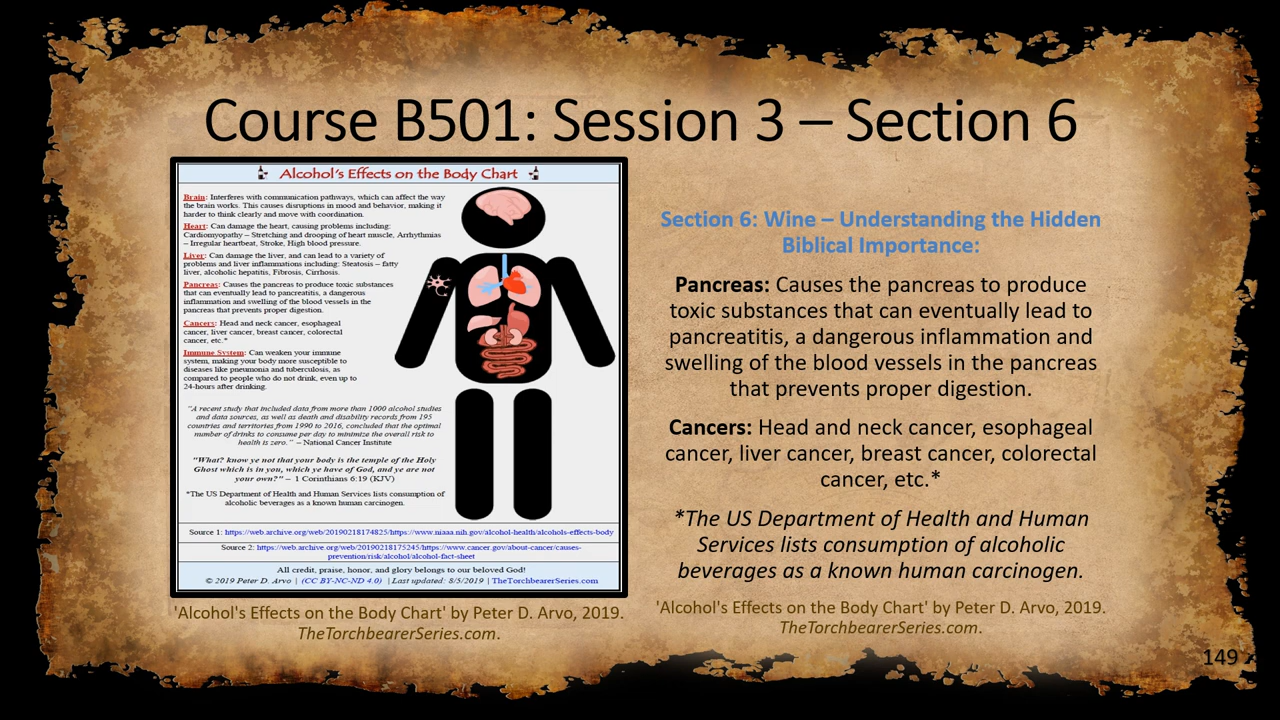 Course B501: Session 3 – Section 6
Alcohol's Effects on the Body Chart
Brain: Interferes with communication pathways, which can affect the way
the brain works. This causes disruptions in mood and behavior, making it
harder to think clearly and move with coordination.
Heart: Can damage the heart, causing problems including:
Cardiomyopathy – Stretching and drooping of heart muscle, Arrhythmias
– Irregular heartbeat, Stroke, High blood pressure.
Liver: Can damage the liver, and can lead to a variety of
problems and liver inflammations including: Steatosis – fatty
liver, alcoholic hepatitis, Fibrosis, Cirrhosis.
Pancreas: Causes the pancreas to produce toxic substances
that can eventually lead to pancreatitis, a dangerous
inflammation and swelling of the blood vessels in the
pancreas that prevents proper digestion.
Cancers: Head and neck cancer, esophageal
cancer, liver cancer, breast cancer, colorectal
cancer, etc.*
Immune System: Can weaken your immune
system, making your body more susceptible to
diseases like pneumonia and tuberculosis, as
compared to people who do not drink, even up to
24-hours after drinking.
"A recent study that included data from more than 1000 alcohol studies
and data sources, as well as death and disability records from 195
countries and territories from 1990 to 2016, concluded that the optimal
number of drinks to consume per day to minimize the overall risk to
health is zero." – National Cancer Institute
"What? know ye not that your body is the temple of the Holy
Ghost which is in you, which ye have of God, and ye are not
your own?" – 1 Corinthians 6:19 (KJV)
*The US Department of Health and Human Services lists consumption of
alcoholic beverages as a known human carcinogen.
Source 1: https://web.archive.org/web/20190218174825/https://www.niaaa.nih.gov/alcohol-health/alcohols-effects-body
Source 2: https://web.archive.org/web/20190218175245/https://www.cancer.gov/about-cancer/causes-
prevention/risk/alcohol/alcohol-fact-sheet
All credit, praise, honor, and glory belongs to our beloved God!
© 2019 Peter D. Arvo | (CC BY-NC-ND 4.0) | Last updated: 8/5/2019 | TheTorchbearerSeries.com
'Alcohol's Effects on the Body Chart' by Peter D. Arvo, 2019.
TheTorchbearerSeries.com.
Section 6: Wine – Understanding the Hidden
Biblical Importance:
Pancreas: Causes the pancreas to produce
toxic substances that can eventually lead to
pancreatitis, a dangerous inflammation and
swelling of the blood vessels in the pancreas
that prevents proper digestion.
Cancers: Head and neck cancer, esophageal
cancer, liver cancer, breast cancer, colorectal
cancer, etc.*
*The US Department of Health and Human
Services lists consumption of alcoholic
beverages as a known human carcinogen.
'Alcohol's Effects on the Body Chart' by Peter D. Arvo, 2019.
TheTorchbearerSeries.com.
149